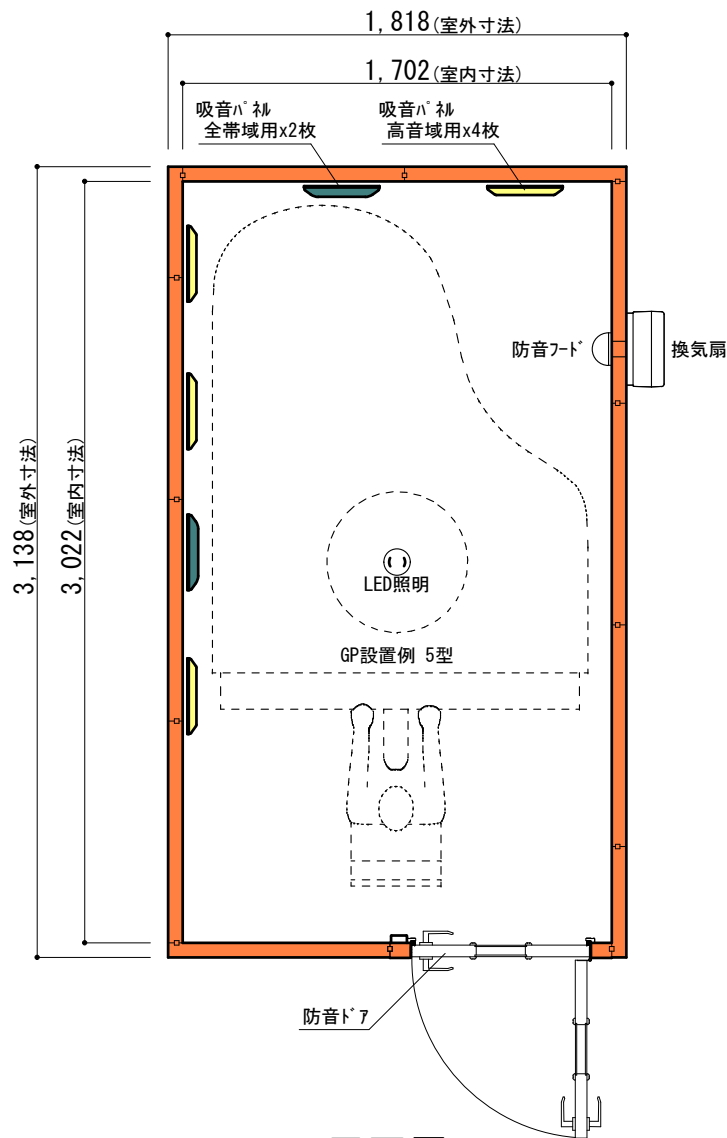 1,818(室外寸法)
1,702(室内寸法)
吸音ﾊﾟﾈﾙ
全帯域用x2枚
吸音ﾊﾟﾈﾙ
高音域用x4枚
防音ﾌｰﾄﾞ
換気扇
3,138(室外寸法)
3,022(室内寸法)
LED照明
GP設置例 5型
防音ﾄﾞｱ